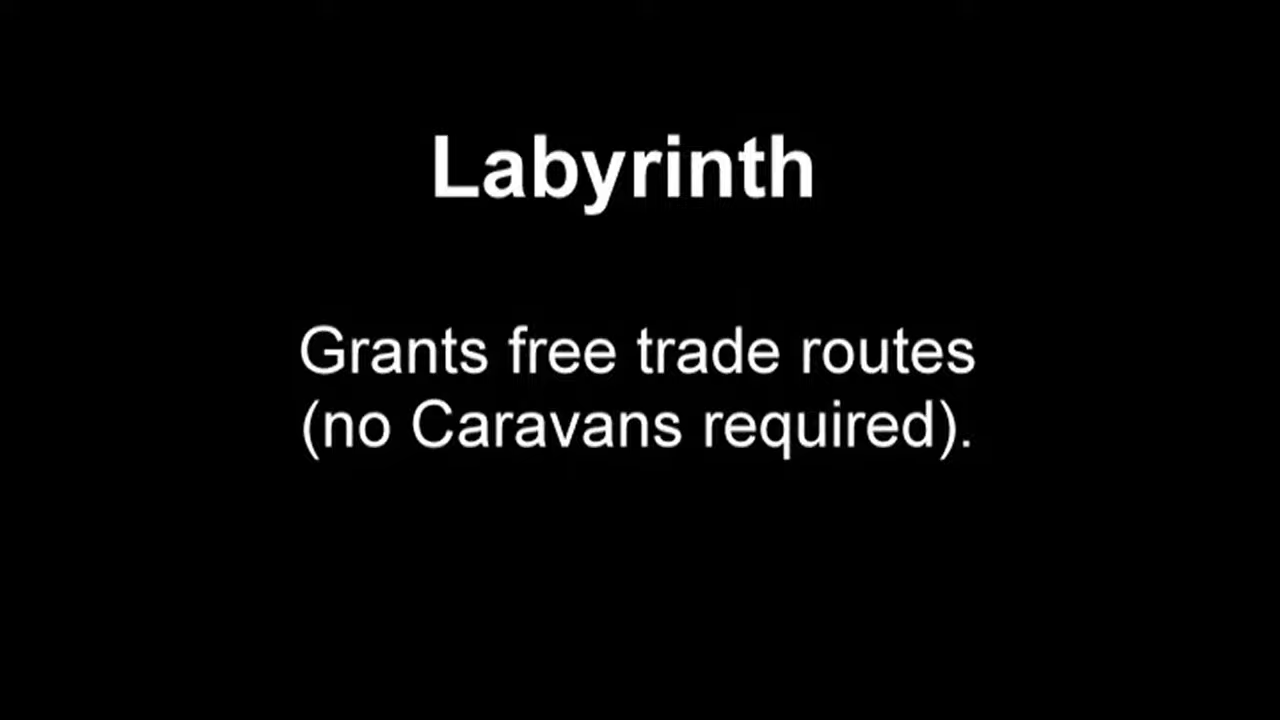 Labyrinth
Grants free trade routes
(no Caravans required).